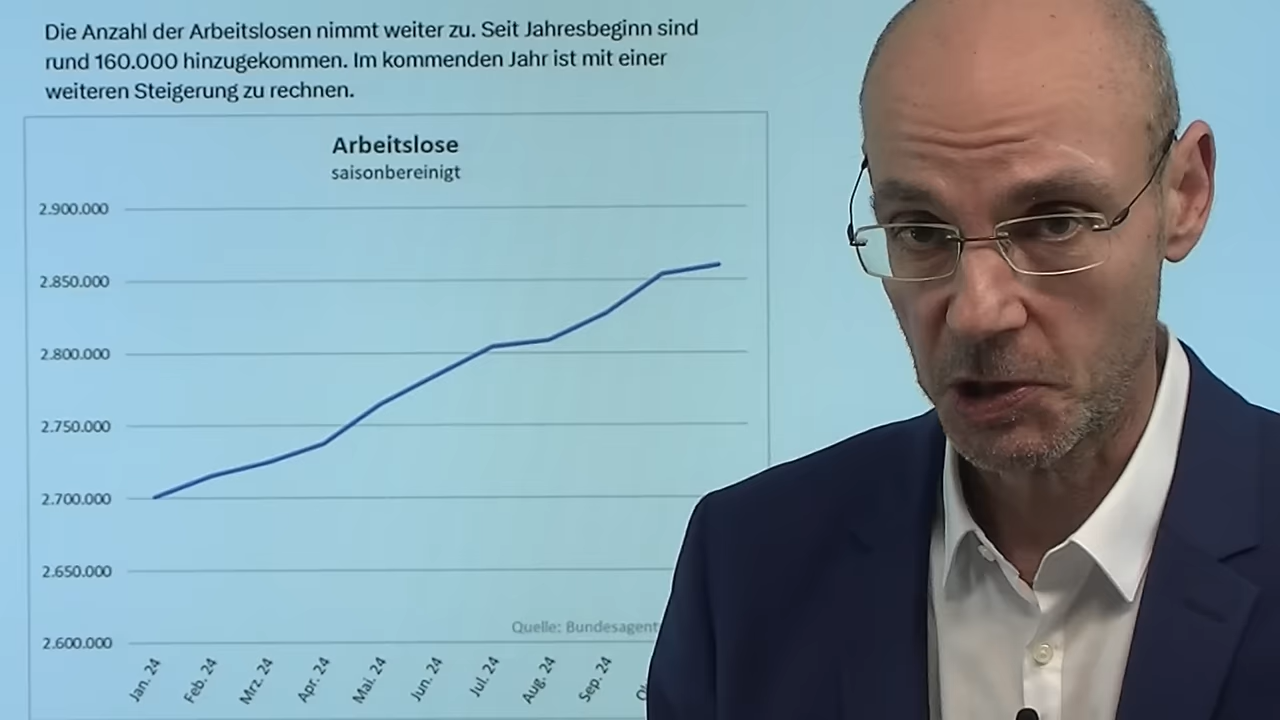 Die Anzahl der Arbeitslosen nimmt weiter zu. Seit Jahresbeginn sind
rund 160.000 hinzugekommen. Im kommenden Jahr ist mit einer
weiteren Steigerung zu rechnen.
Arbeitslose
saisonbereinigt
2.900.000
2.850.000
2.800.000
2.750.000
2.700.000
2.650.000
2.600.000
Quelle: Bundesagent
Jan. 24
Feb. 24
Mrz. 24
Apr. 24
Mai. 24
Jun. 24
Jul. 24
Aug. 24
Sep. 24